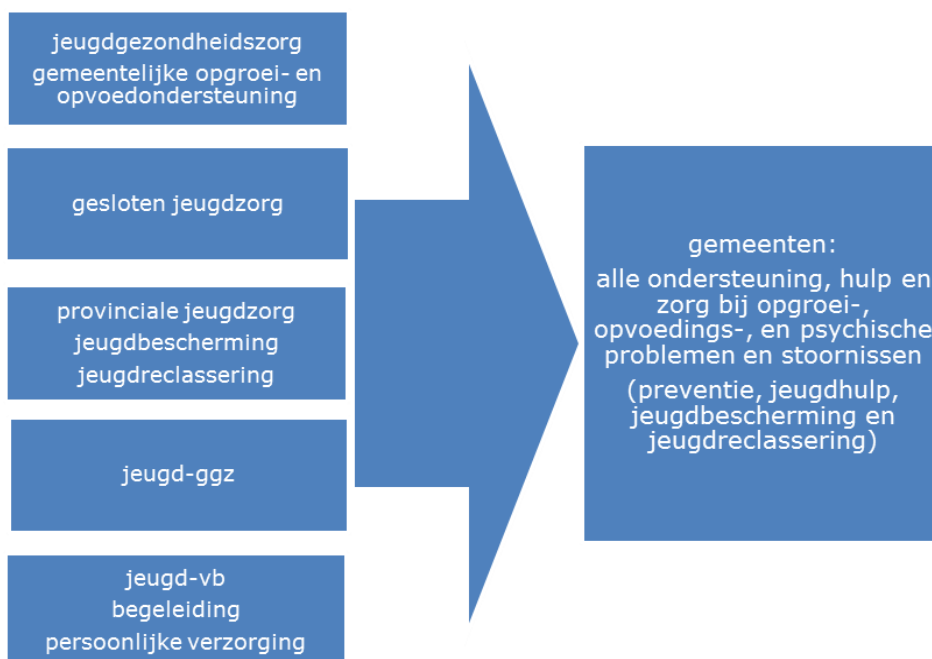 jeugdgezondheidszorg
gemeentelijke opgroei- en
opvoedondersteuning
gesloten jeugdzorg
provinciale jeugdzorg
jeugdbescherming
jeugdreclassering
jeugd-ggz
jeugd-vb
begeleiding
persoonlijke verzorging
gemeenten:
alle ondersteuning, hulp en
zorg bij opgroei-,
opvoedings-, en psychische
problemen en stoornissen
(preventie, jeugdhulp,
jeugdbescherming en
jeugdreclassering)